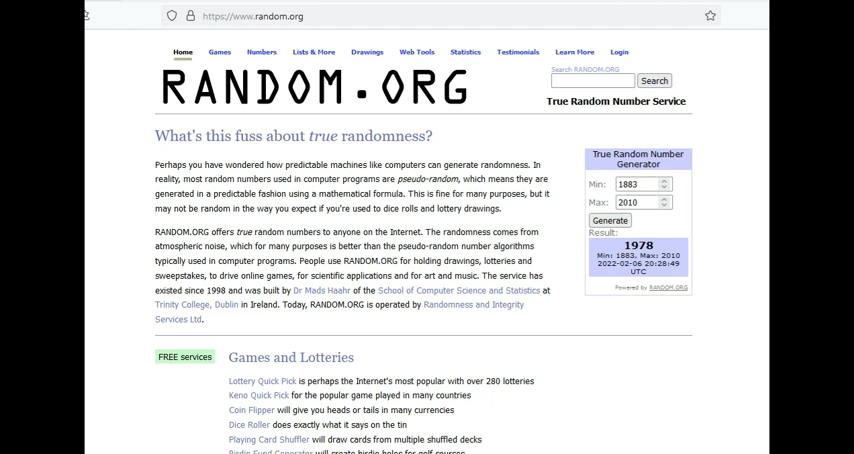 https://www.random.org
Home Games Numbers Lists & More Drawings Web Tools Statistics Testimonials Learn More Login
RANDOM.ORG
Search RANDOM.ORG
Search
True Random Number Service
What's this fuss about true randomness?
Perhaps you have wondered how predictable machines like computers can generate randomness. In
reality, most random numbers used in computer programs are pseudo-random, which means they are
generated in a predictable fashion using a mathematical formula. This is fine for many purposes, but it
may not be random in the way you expect if you're used to dice rolls and lottery drawings.
RANDOM.ORG offers true random numbers to anyone on the Internet. The randomness comes from
atmospheric noise, which for many purposes is better than the pseudo-random number algorithms
typically used in computer programs. People use RANDOM.ORG for holding drawings, lotteries and
sweepstakes, to drive online games, for scientific applications and for art and music. The service has
existed since 1998 and was built by Dr Mads Haahr of the School of Computer Science and Statistics at
Trinity College, Dublin in Ireland. Today, RANDOM.ORG is operated by Randomness and Integrity
Services Ltd.
True Random Number
Generator
Min: 1883
Max: 2010
Generate
Result:
1978
Min: 1883, Max: 2010
2022-02-06 20:28:49
UTC
Powered by RANDOM.ORG
FREE services
Games and Lotteries
Lottery Quick Pick is perhaps the Internet's most popular with over 280 lotteries
Keno Quick Pick for the popular game played in many countries
Coin Flipper will give you heads or tails in many currencies
Dice Roller does exactly what it says on the tin
Playing Card Shuffler will draw cards from multiple shuffled decks
Birdie Fund Generator will create birdie holes for golf courses